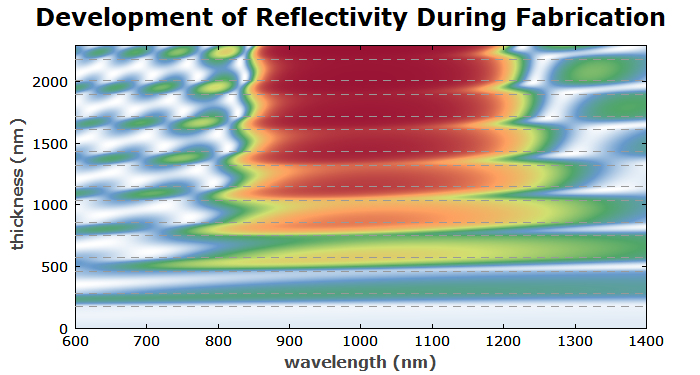 Development of Reflectivity During Fabrication
2000
1500
1000
500
0
thickness (nm)
600 700 800 900 1000 1100 1200 1300 1400
wavelength (nm)